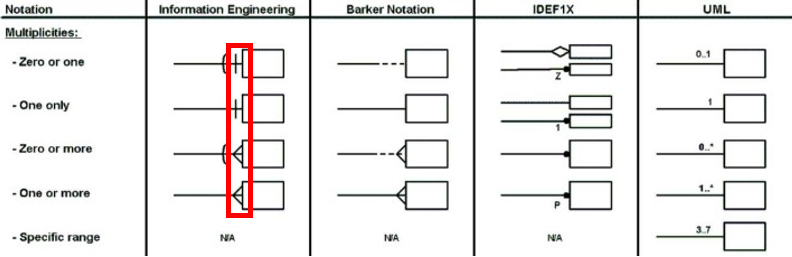 Notation Information Engineering Barker Notation IDEF1X UML
Multiplicities:
- Zero or one Z 0..1
- One only 1 1
- Zero or more 0..*
- One or more P 1..*
- Specific range N/A N/A N/A 3..7